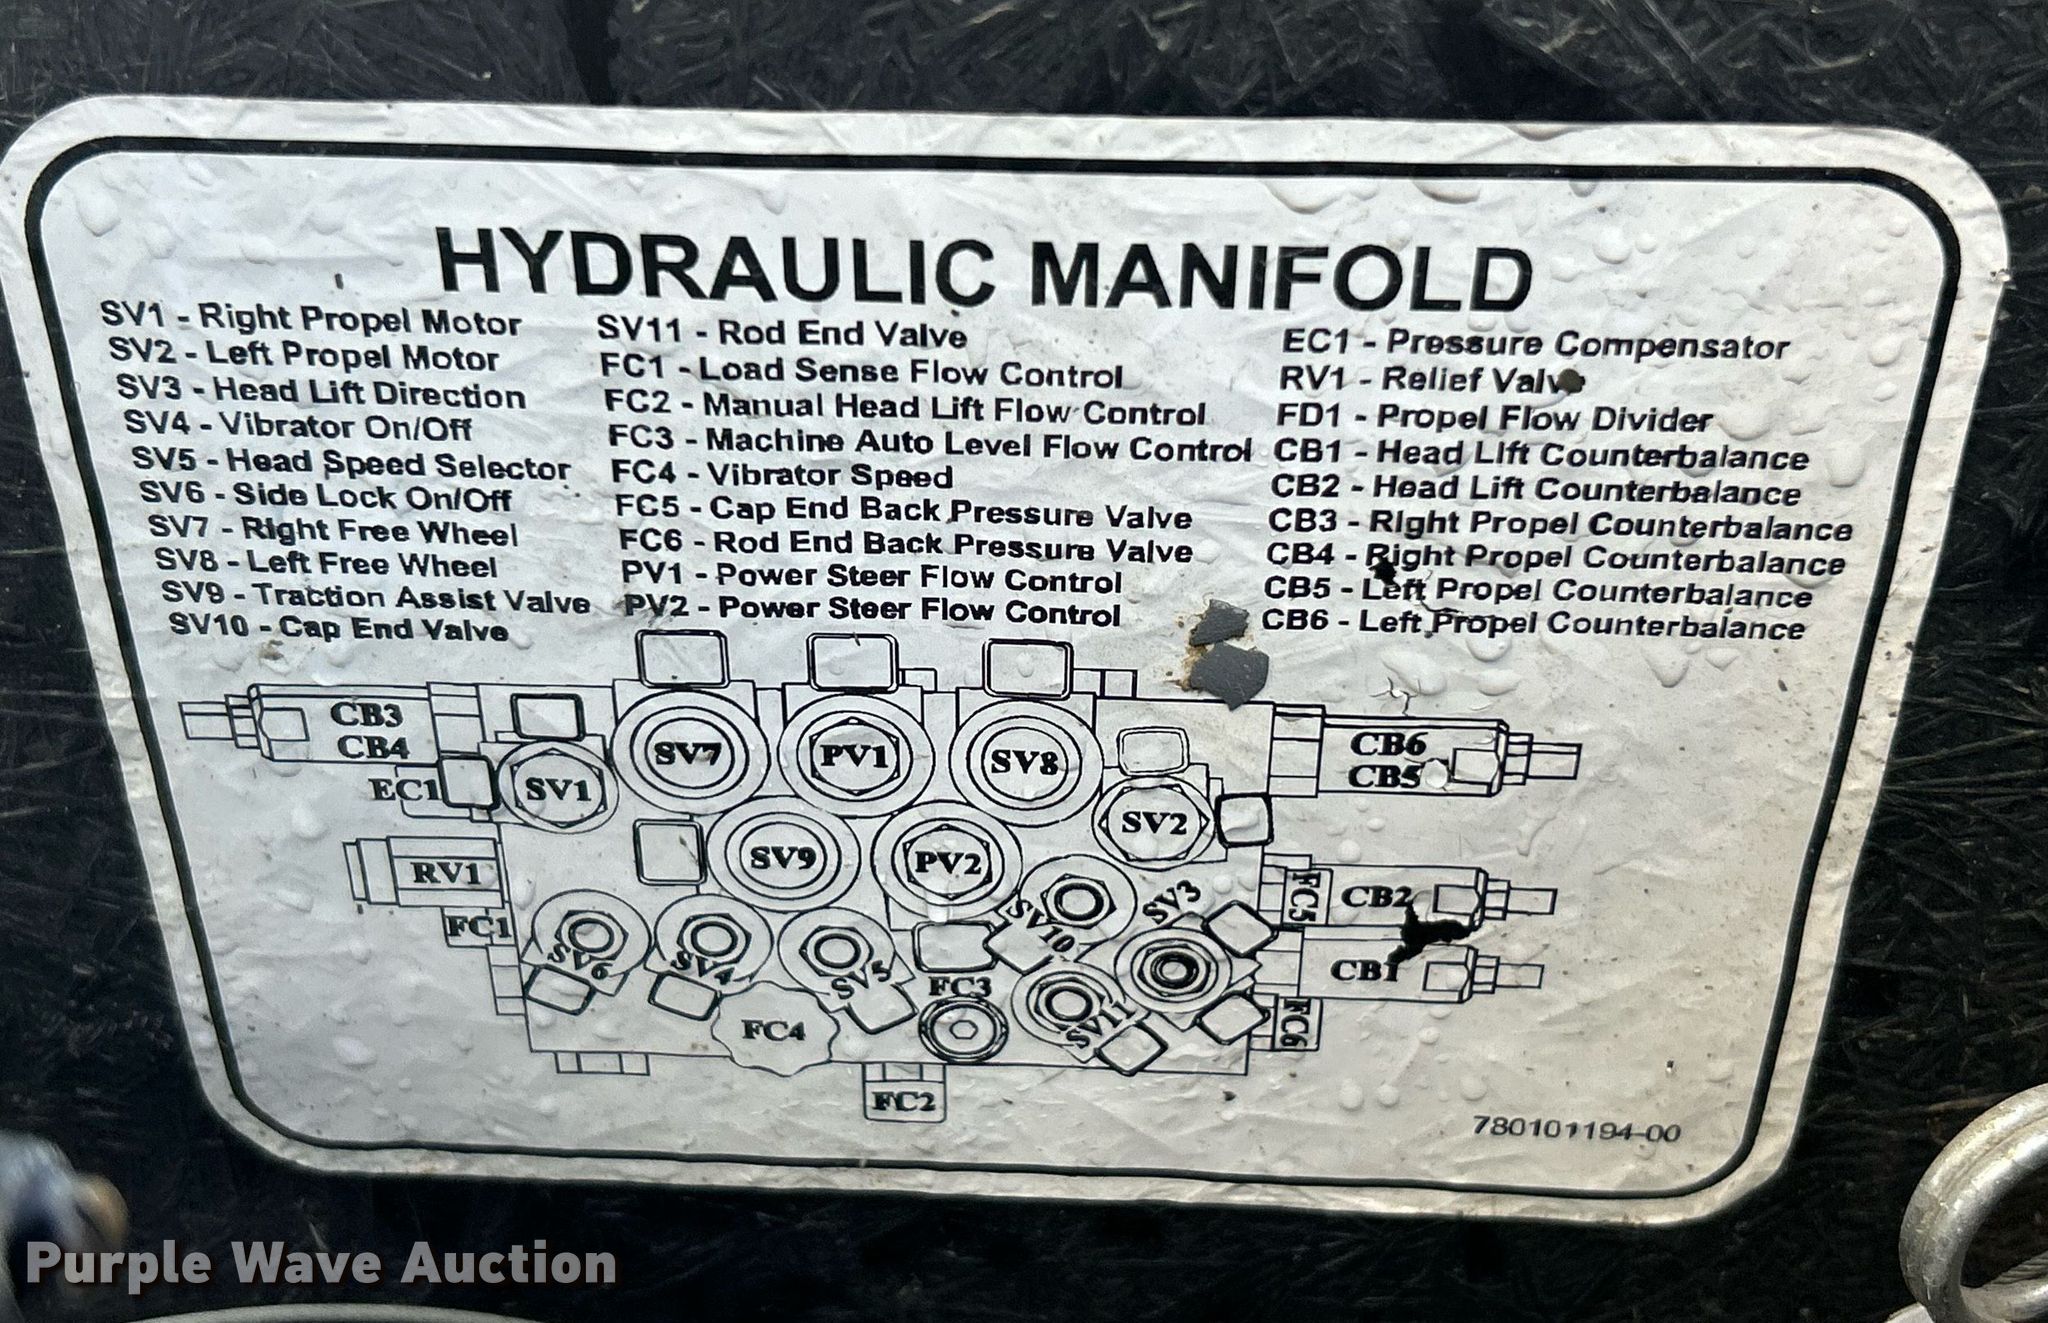 HYDRAULIC MANIFOLD
SV1 - Right Propel Motor
SV2 - Left Propel Motor
SV3 - Head Lift Direction
SV4 - Vibrator On/Off
SV5 - Head Speed Selector
SV6 - Side Lock On/Off
SV7 - Right Free Wheel
SV8 - Left Free Wheel
SV9 - Traction Assist Valve
SV10 - Cap End Valve
SV11 - Rod End Valve
FC1 - Load Sense Flow Control
FC2 - Manual Head Lift Flow Control
FC3 - Machine Auto Level Flow Control
FC4 - Vibrator Speed
FC5 - Cap End Back Pressure Valve
FC6 - Rod End Back Pressure Valve
PV1 - Power Steer Flow Control
PV2 - Power Steer Flow Control
EC1 - Pressure Compensator
RV1 - Relief Valve
FD1 - Propel Flow Divider
CB1 - Head Lift Counterbalance
CB2 - Head Lift Counterbalance
CB3 - Right Propel Counterbalance
CB4 - Right Propel Counterbalance
CB5 - Left Propel Counterbalance
CB6 - Left Propel Counterbalance
CB3
CB4
EC1
SV1
SV7
PV1
SV8
SV2
CB6
CB5
RV1
SV9
PV2
SV3
FC5
CB2
FC1
SV6
SV4
SV5
SV10
FC3
SV11
CB1
FC6
FC4
FC2
780101194-00
Purple Wave Auction